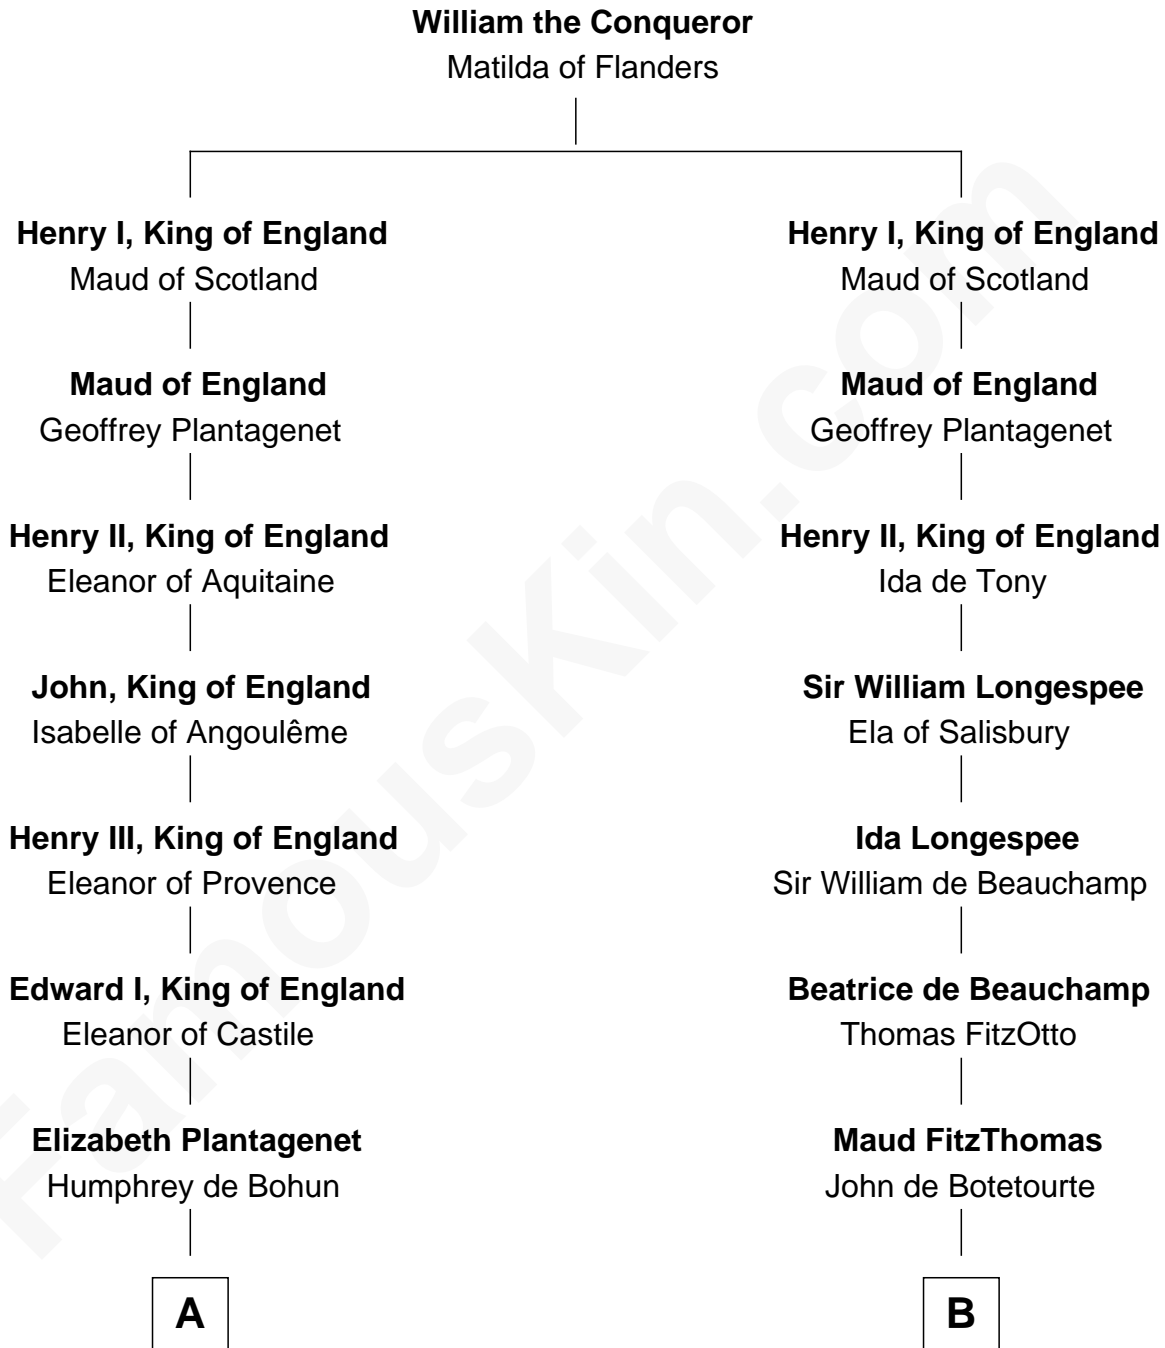 William the Conqueror
Matilda of Flanders
Henry I, King of England
Maud of Scotland
Maud of England
Geoffrey Plantagenet
Henry II, King of England
Eleanor of Aquitaine
John, King of England
Isabelle of Angoulême
Henry III, King of England
Eleanor of Provence
Edward I, King of England
Eleanor of Castile
Elizabeth Plantagenet
Humphrey de Bohun
A
Henry I, King of England
Maud of Scotland
Maud of England
Geoffrey Plantagenet
Henry II, King of England
Ida de Tony
Sir William Longespee
Ela of Salisbury
Ida Longespee
Sir William de Beauchamp
Beatrice de Beauchamp
Thomas FitzOtto
Maud FitzThomas
John de Botetourte
B
FamousKin.com